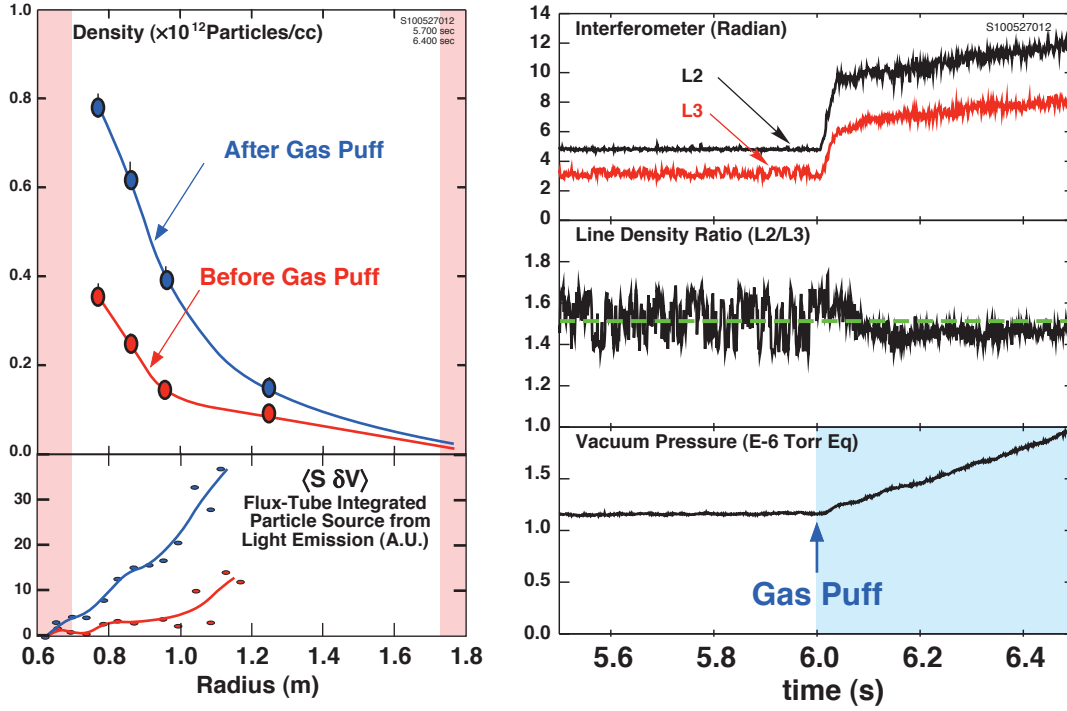 1.0
0.8
0.6
0.4
0.2
0.0
Density (×10¹²Particles/cc)
S100527012
5.700 sec
6.400 sec
After Gas Puff
Before Gas Puff
30
20
10
0
⟨S δV⟩
Flux-Tube Integrated
Particle Source from
Light Emission (A.U.)
0.6 0.8 1.0 1.2 1.4 1.6 1.8
Radius (m)
14
12
10
8
6
4
2
0
Interferometer (Radian)
S100527012
L2
L3
1.8
1.6
1.4
1.2
1.0
Line Density Ratio (L2/L3)
1.5
1.0
0.5
0.0
Vacuum Pressure (E-6 Torr Eq)
Gas Puff
5.6 5.8 6.0 6.2 6.4
time (s)